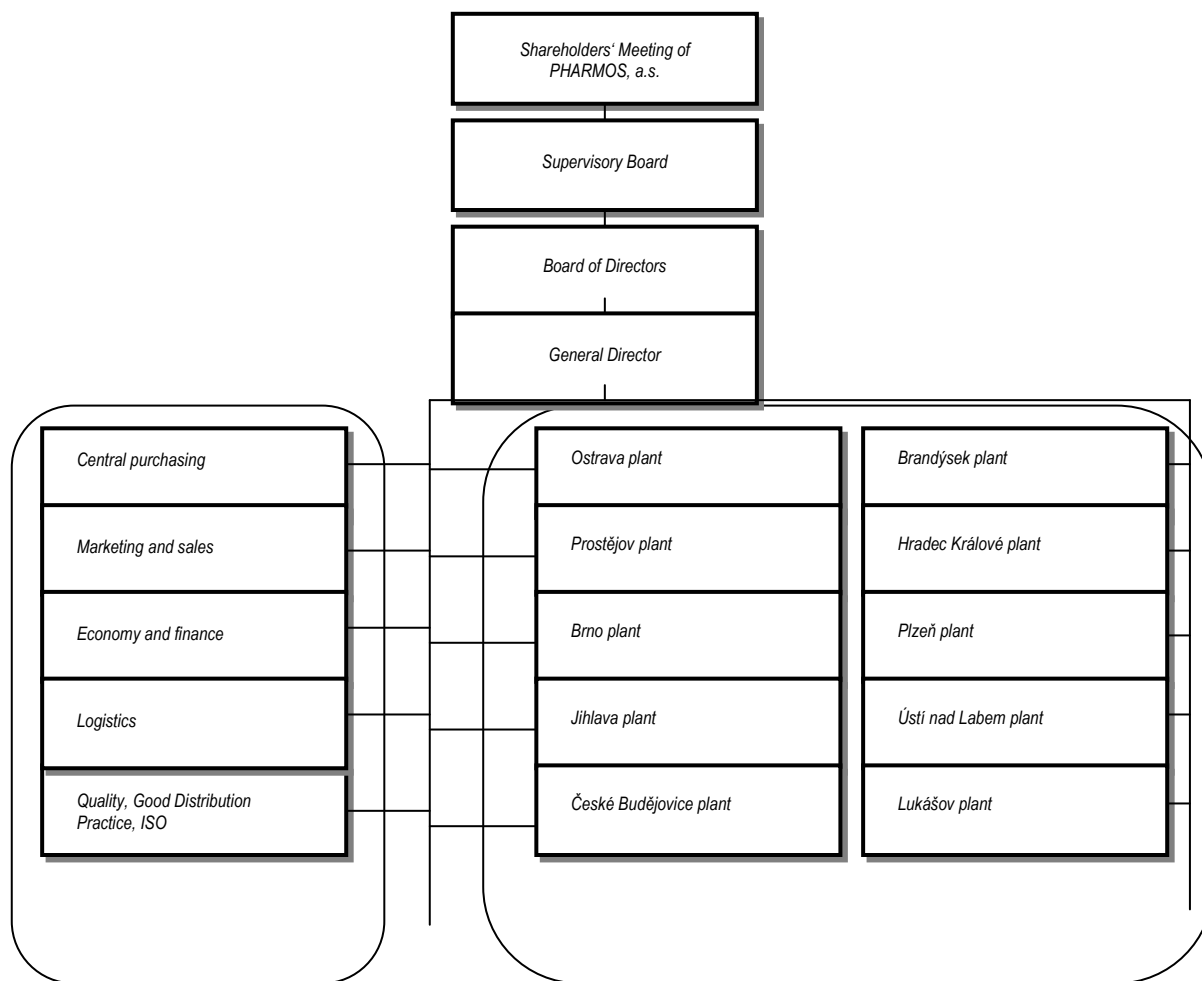 Shareholders‘ Meeting of
PHARMOS, a.s.
Supervisory Board
Board of Directors
General Director
Central purchasing
Marketing and sales
Economy and finance
Logistics
Quality, Good Distribution
Practice, ISO
Ostrava plant
Prostějov plant
Brno plant
Jihlava plant
České Budějovice plant
Brandýsek plant
Hradec Králové plant
Plzeň plant
Ústí nad Labem plant
Lukášov plant